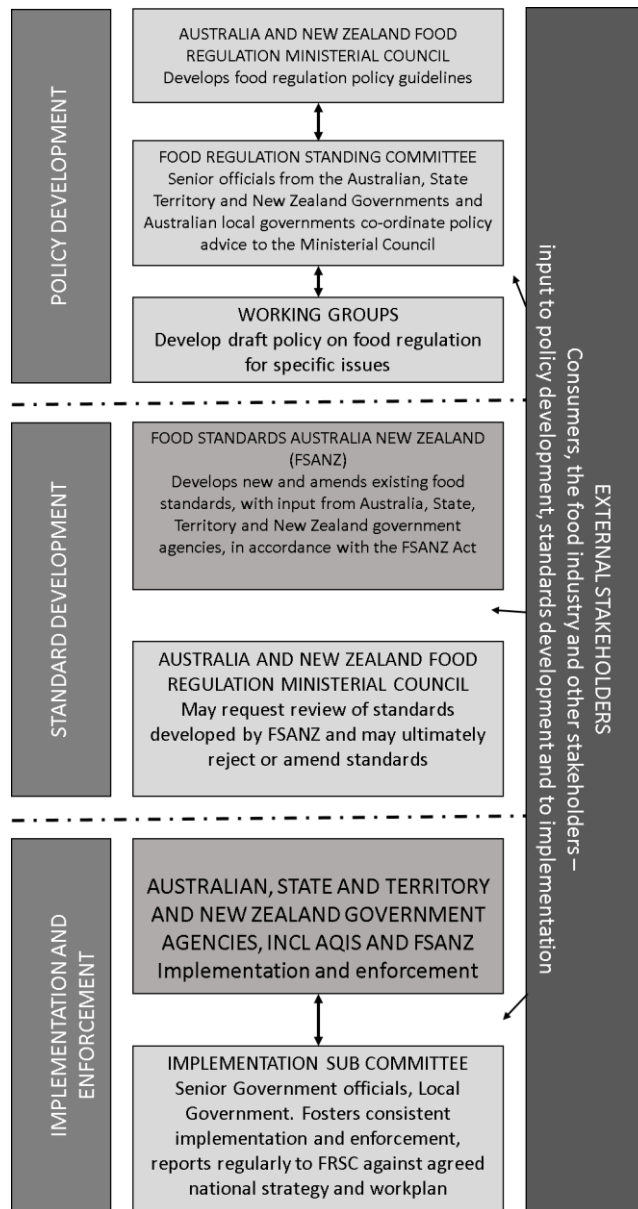 POLICY DEVELOPMENT
AUSTRALIA AND NEW ZEALAND FOOD
REGULATION MINISTERIAL COUNCIL
Develops food regulation policy guidelines
FOOD REGULATION STANDING COMMITTEE
Senior officials from the Australian, State
Territory and New Zealand Governments and
Australian local governments co-ordinate policy
advice to the Ministerial Council
WORKING GROUPS
Develop draft policy on food regulation
for specific issues
STANDARD DEVELOPMENT
FOOD STANDARDS AUSTRALIA NEW ZEALAND
(FSANZ)
Develops new and amends existing food
standards, with input from Australia, State,
Territory and New Zealand government
agencies, in accordance with the FSANZ Act
AUSTRALIA AND NEW ZEALAND FOOD
REGULATION MINISTERIAL COUNCIL
May request review of standards
developed by FSANZ and may ultimately
reject or amend standards
IMPLEMENTATION AND
ENFORCEMENT
AUSTRALIAN, STATE AND TERRITORY
AND NEW ZEALAND GOVERNMENT
AGENCIES, INCL AQIS AND FSANZ
Implementation and enforcement
IMPLEMENTATION SUB COMMITTEE
Senior Government officials, Local
Government. Fosters consistent
implementation and enforcement,
reports regularly to FRSC against agreed
national strategy and workplan
EXTERNAL STAKEHOLDERS
Consumers, the food industry and other stakeholders –
input to policy development, standards development and to implementation